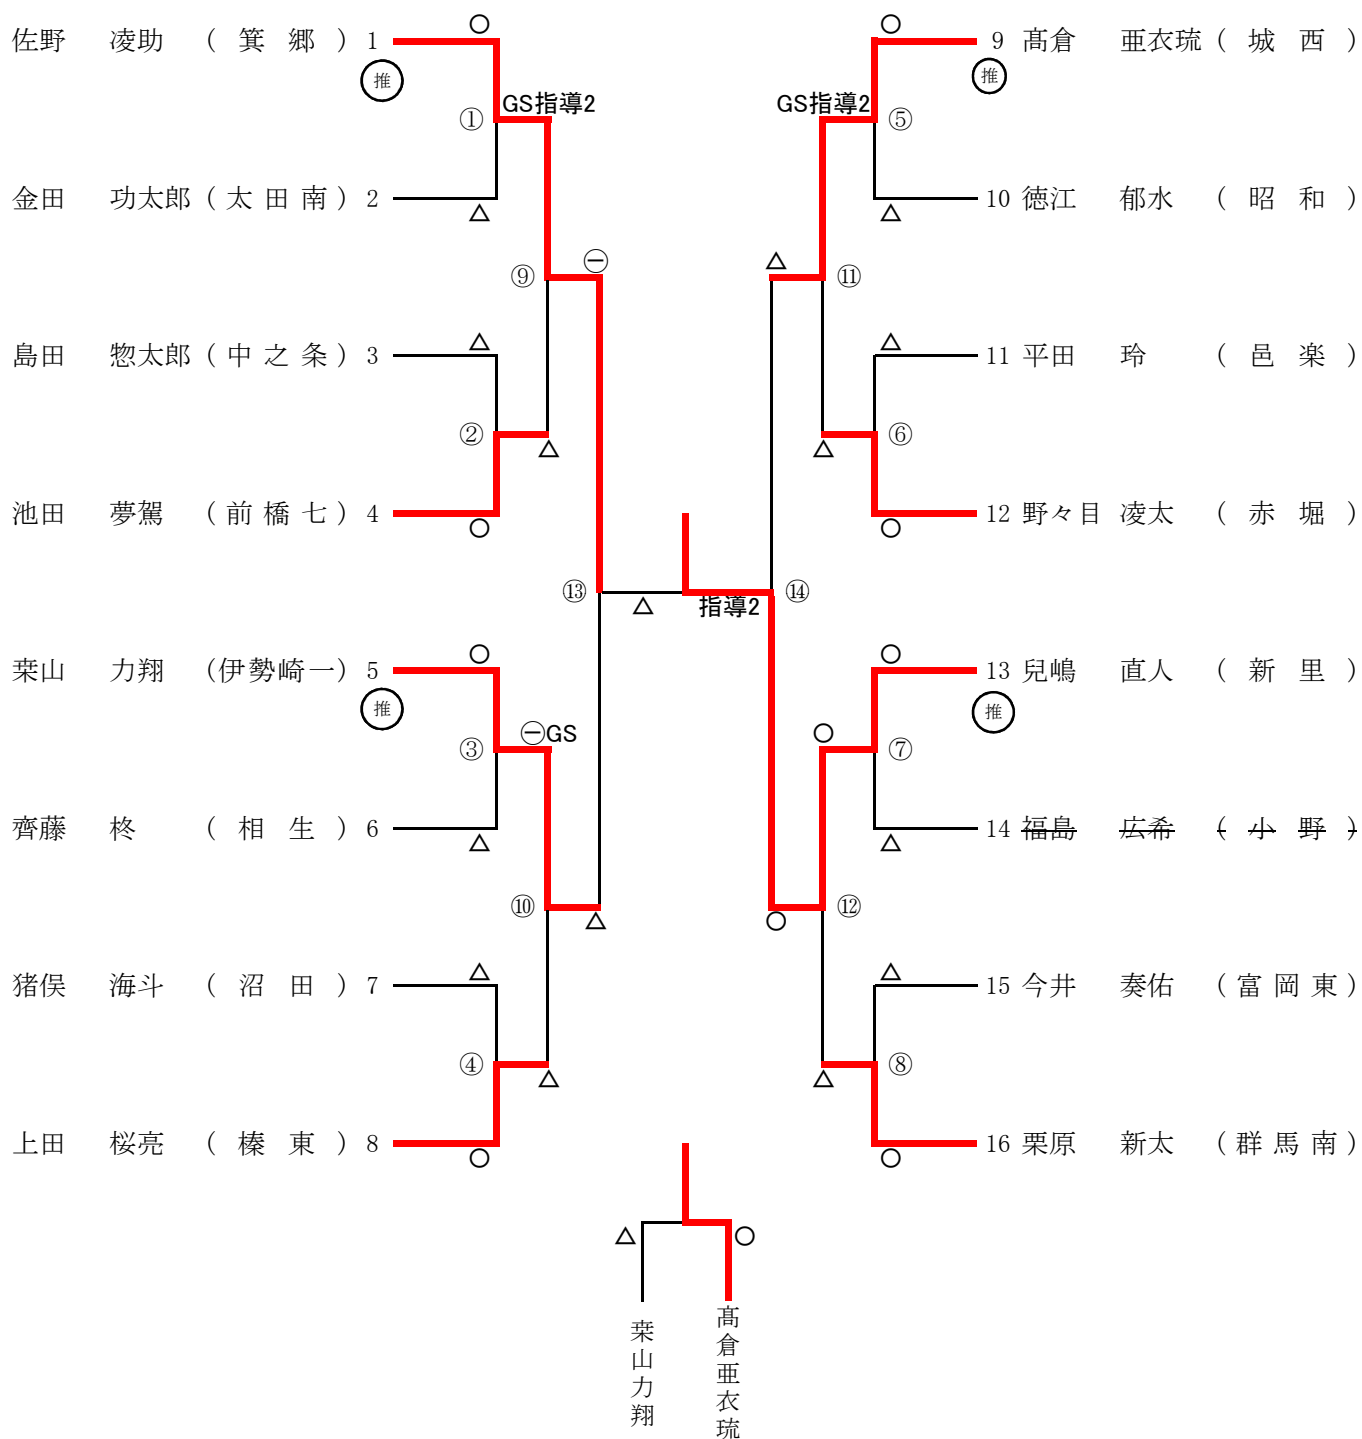 佐野 凌助 ( 箕 郷 ) 1
推
金田 功太郎 ( 太 田 南 ) 2
島田 惣太郎 ( 中 之 条 ) 3
池田 夢駕 ( 前 橋 七 ) 4
桒山 力翔 (伊勢崎一) 5
推
齊藤 柊 ( 相 生 ) 6
猪俣 海斗 ( 沼 田 ) 7
上田 桜亮 ( 榛 東 ) 8
○
GS指導2
①
△
⑨
㊀
△
②
△
○
⑬
△
○
㊀GS
③
△
⑩
△
△
④
△
○
指導2
9 髙倉 亜衣琉 ( 城 西 )
推
10 徳江 郁水 ( 昭 和 )
11 平田 玲 ( 邑 楽 )
12 野々目 凌太 ( 赤 堀 )
13 兒嶋 直人 ( 新 里 )
推
14 福島 広希 ( 小 野 )
15 今井 奏佑 ( 富 岡 東 )
16 栗原 新太 ( 群 馬 南 )
○
GS指導2
⑤
△
△
⑪
△
△
⑥
○
⑭
○
○
⑦
△
○
⑫
△
△
⑧
○
△
○
桒山力翔
髙倉亜衣琉